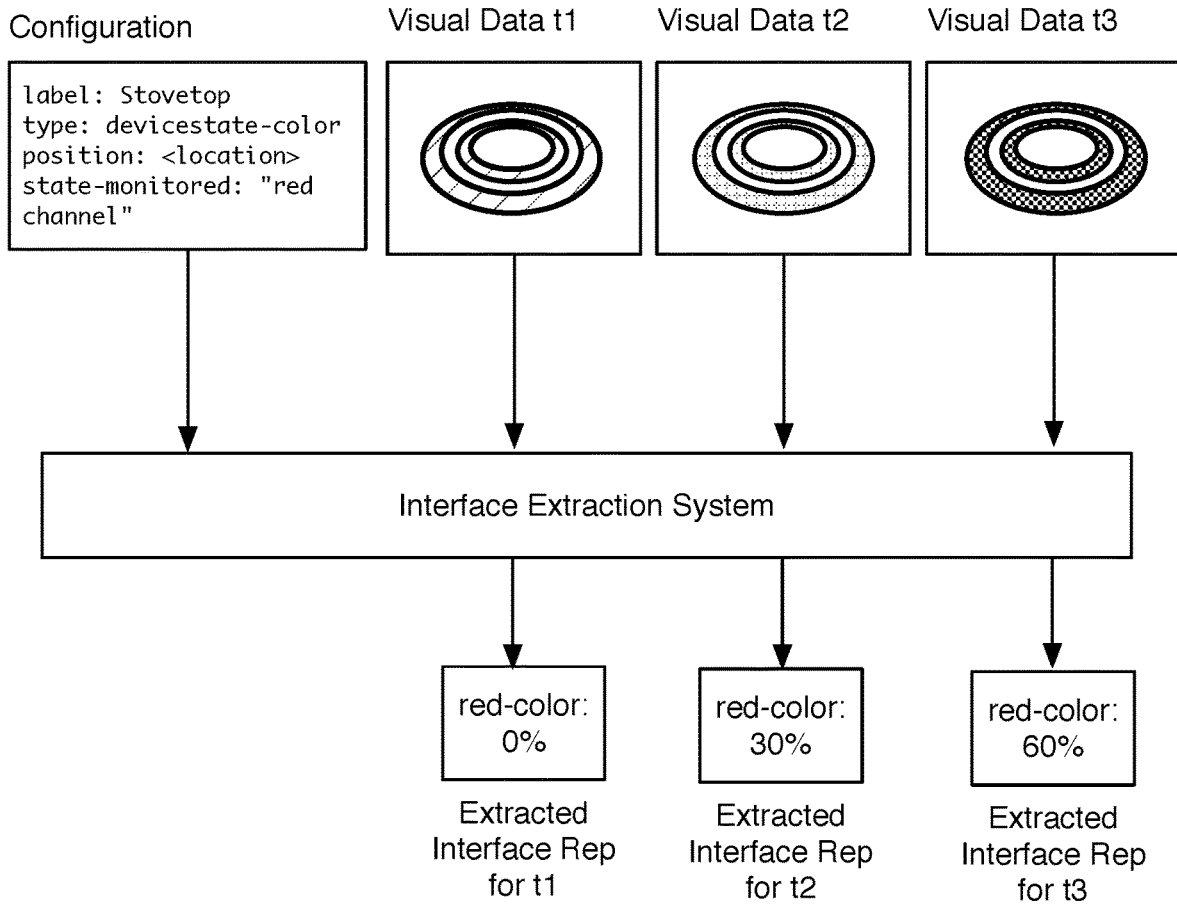 Configuration
Visual Data t1
Visual Data t2
Visual Data t3
label: Stovetop
type: devicestate-color
position: <location>
state-monitored: "red
channel"
Interface Extraction System
red-color:
0%
red-color:
30%
red-color:
60%
Extracted
Interface Rep
for t1
Extracted
Interface Rep
for t2
Extracted
Interface Rep
for t3